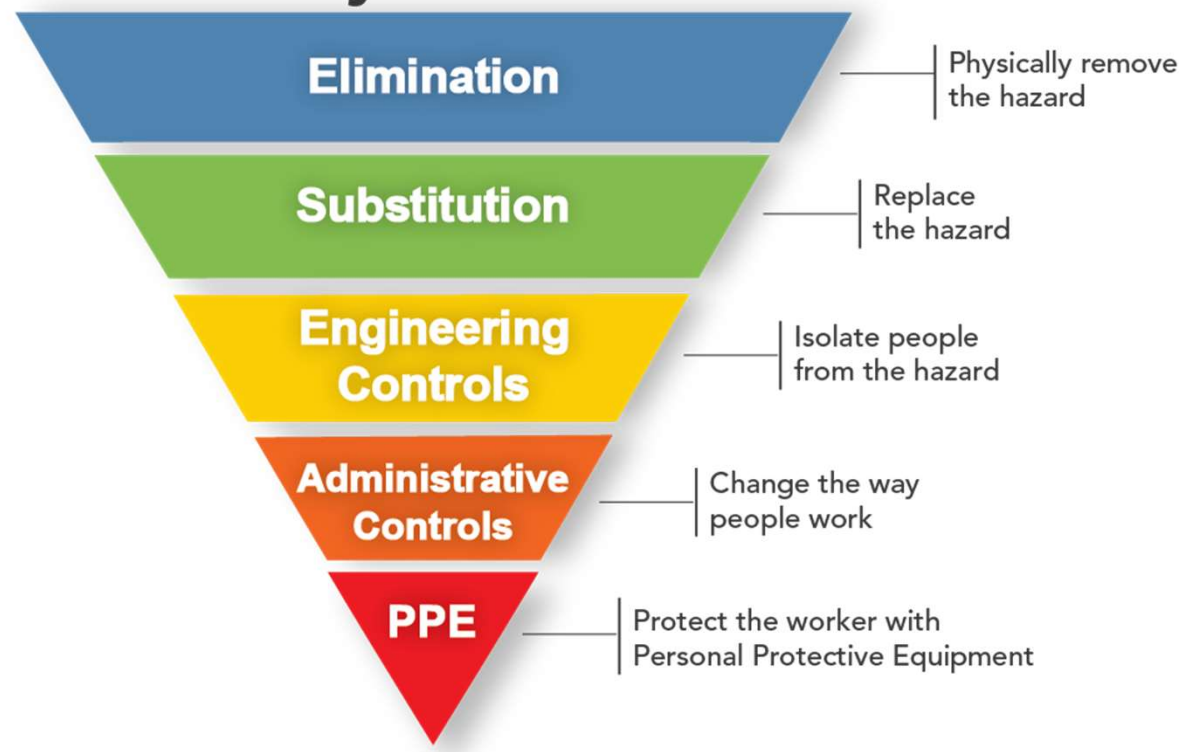 Elimination
Physically remove
the hazard
Substitution
Replace
the hazard
Engineering
Controls
Isolate people
from the hazard
Administrative
Controls
Change the way
people work
PPE
Protect the worker with
Personal Protective Equipment